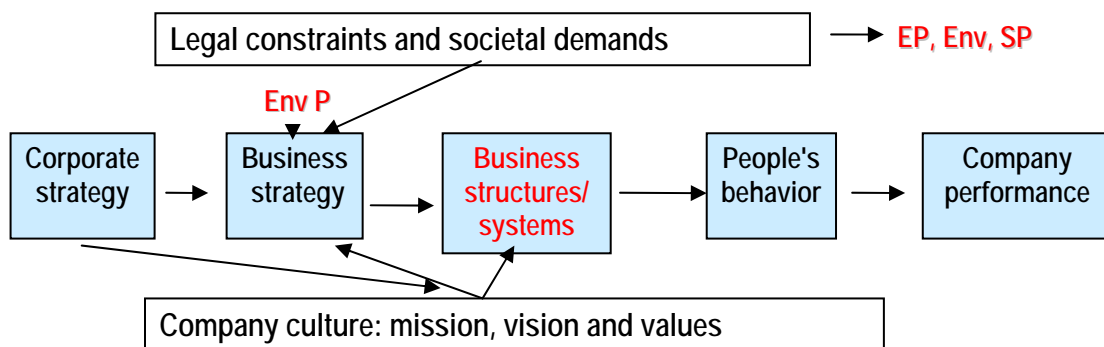 Legal constraints and societal demands
EP, Env, SP
Env P
Corporate
strategy
Business
strategy
Business
structures/
systems
People's
behavior
Company
performance
Company culture: mission, vision and values